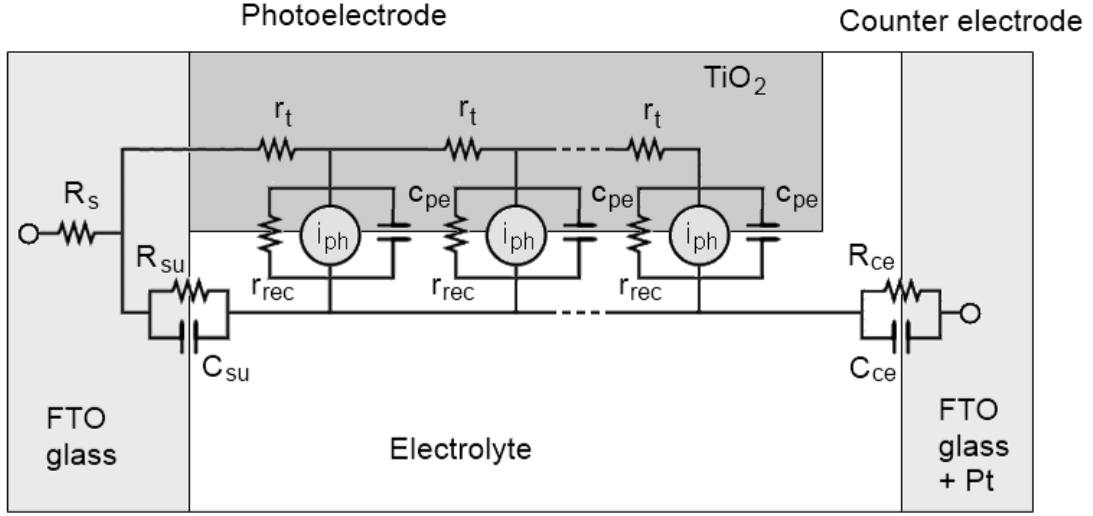 Photoelectrode
Counter electrode
TiO2
rt
rt
rt
Rs
cpe
cpe
cpe
iph
iph
iph
Rsu
Rce
rrec
rrec
rrec
Csu
Cce
FTO
glass
Electrolyte
FTO
glass
+ Pt